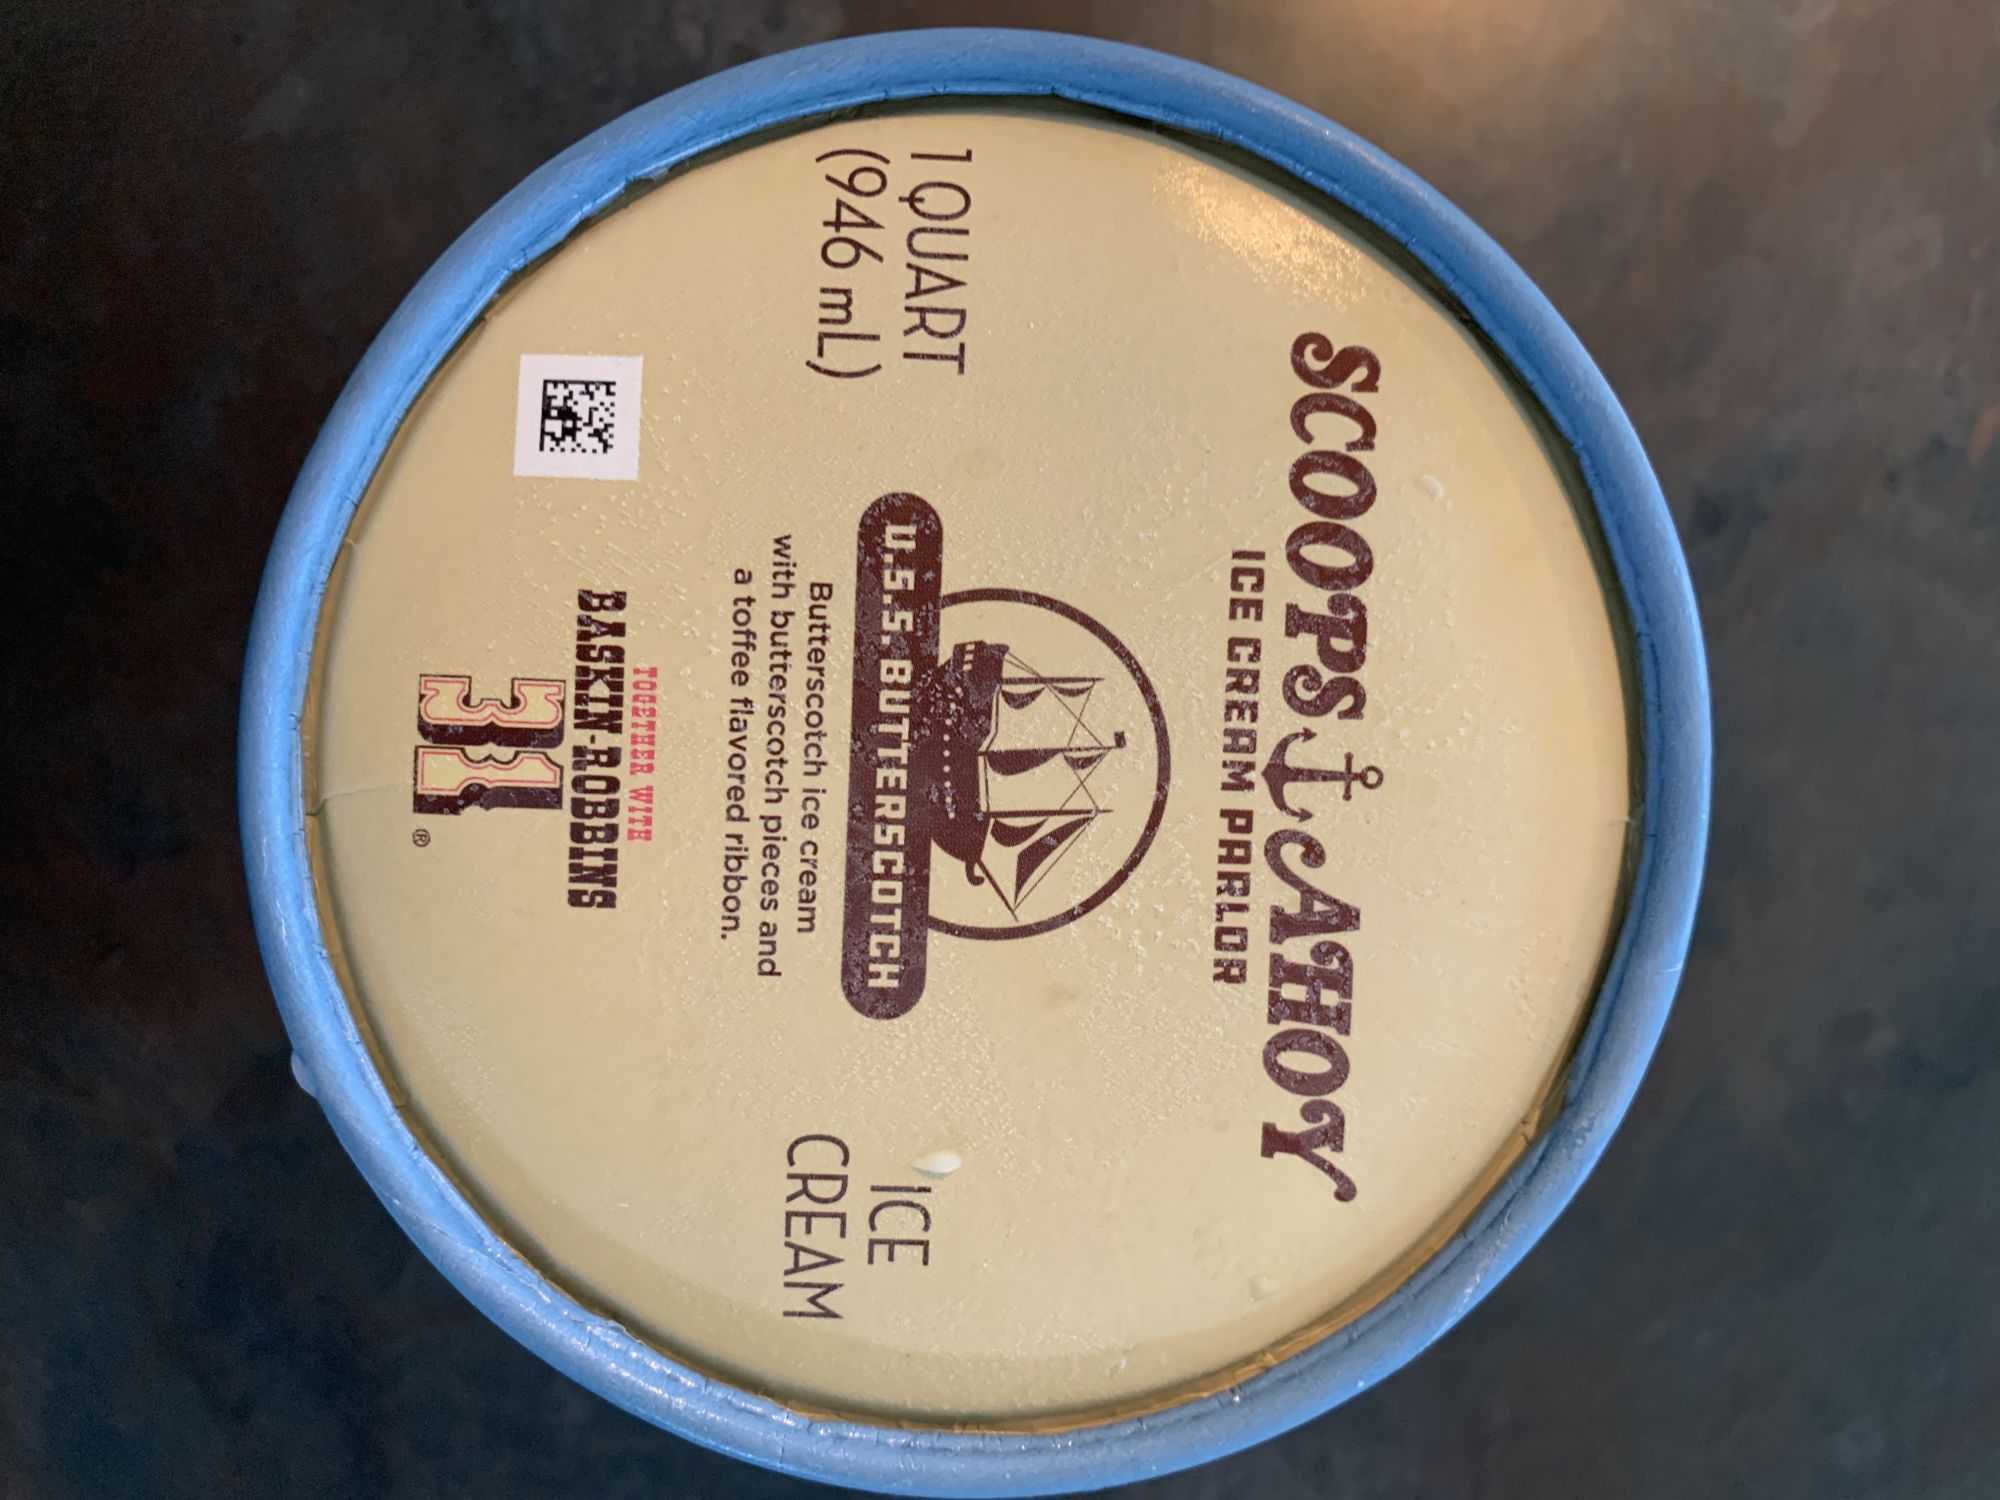 SCOOPS AHOY
ICE CREAM PARLOR
1 QUART
(946 mL)
U.S.S. BUTTERSCOTCH
ICE
CREAM
Butterscotch ice cream
with butterscotch pieces and
a toffee flavored ribbon.
TOGETHER WITH
BASKIN-ROBBINS
31®